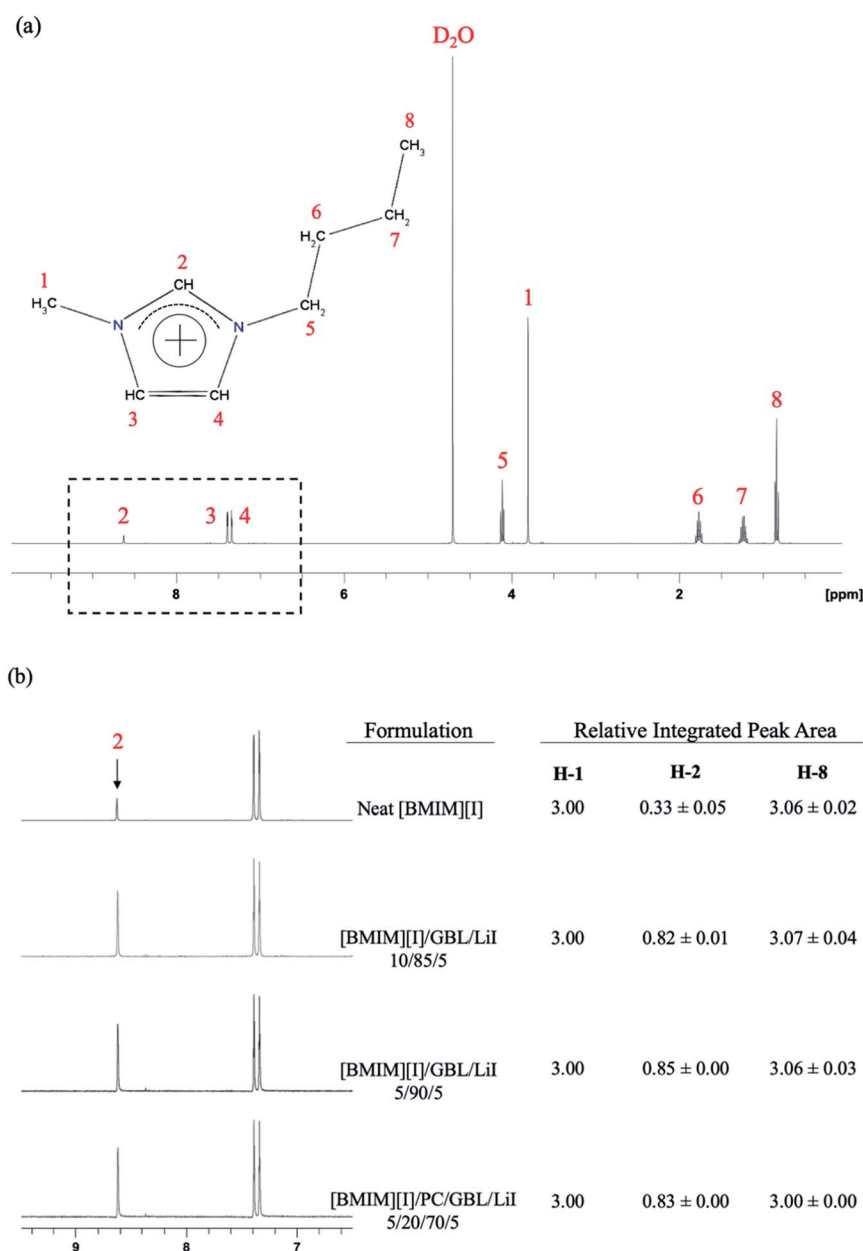 (a)
D₂O
8
CH₃
6
H₂C
CH₂
7
2
1
CH
H₃C
N
N
CH₂
5
HC
CH
3
4
1
8
5
6
7
2
3
4
8
6
4
2
[ppm]
(b)
2
Formulation
Relative Integrated Peak Area
H-1 H-2 H-8
Neat [BMIM][I] 3.00 0.33 ± 0.05 3.06 ± 0.02
[BMIM][I]/GBL/LiI 3.00 0.82 ± 0.01 3.07 ± 0.04
10/85/5
[BMIM][I]/GBL/LiI 3.00 0.85 ± 0.00 3.06 ± 0.03
5/90/5
[BMIM][I]/PC/GBL/LiI 3.00 0.83 ± 0.00 3.00 ± 0.00
5/20/70/5
9 8 7